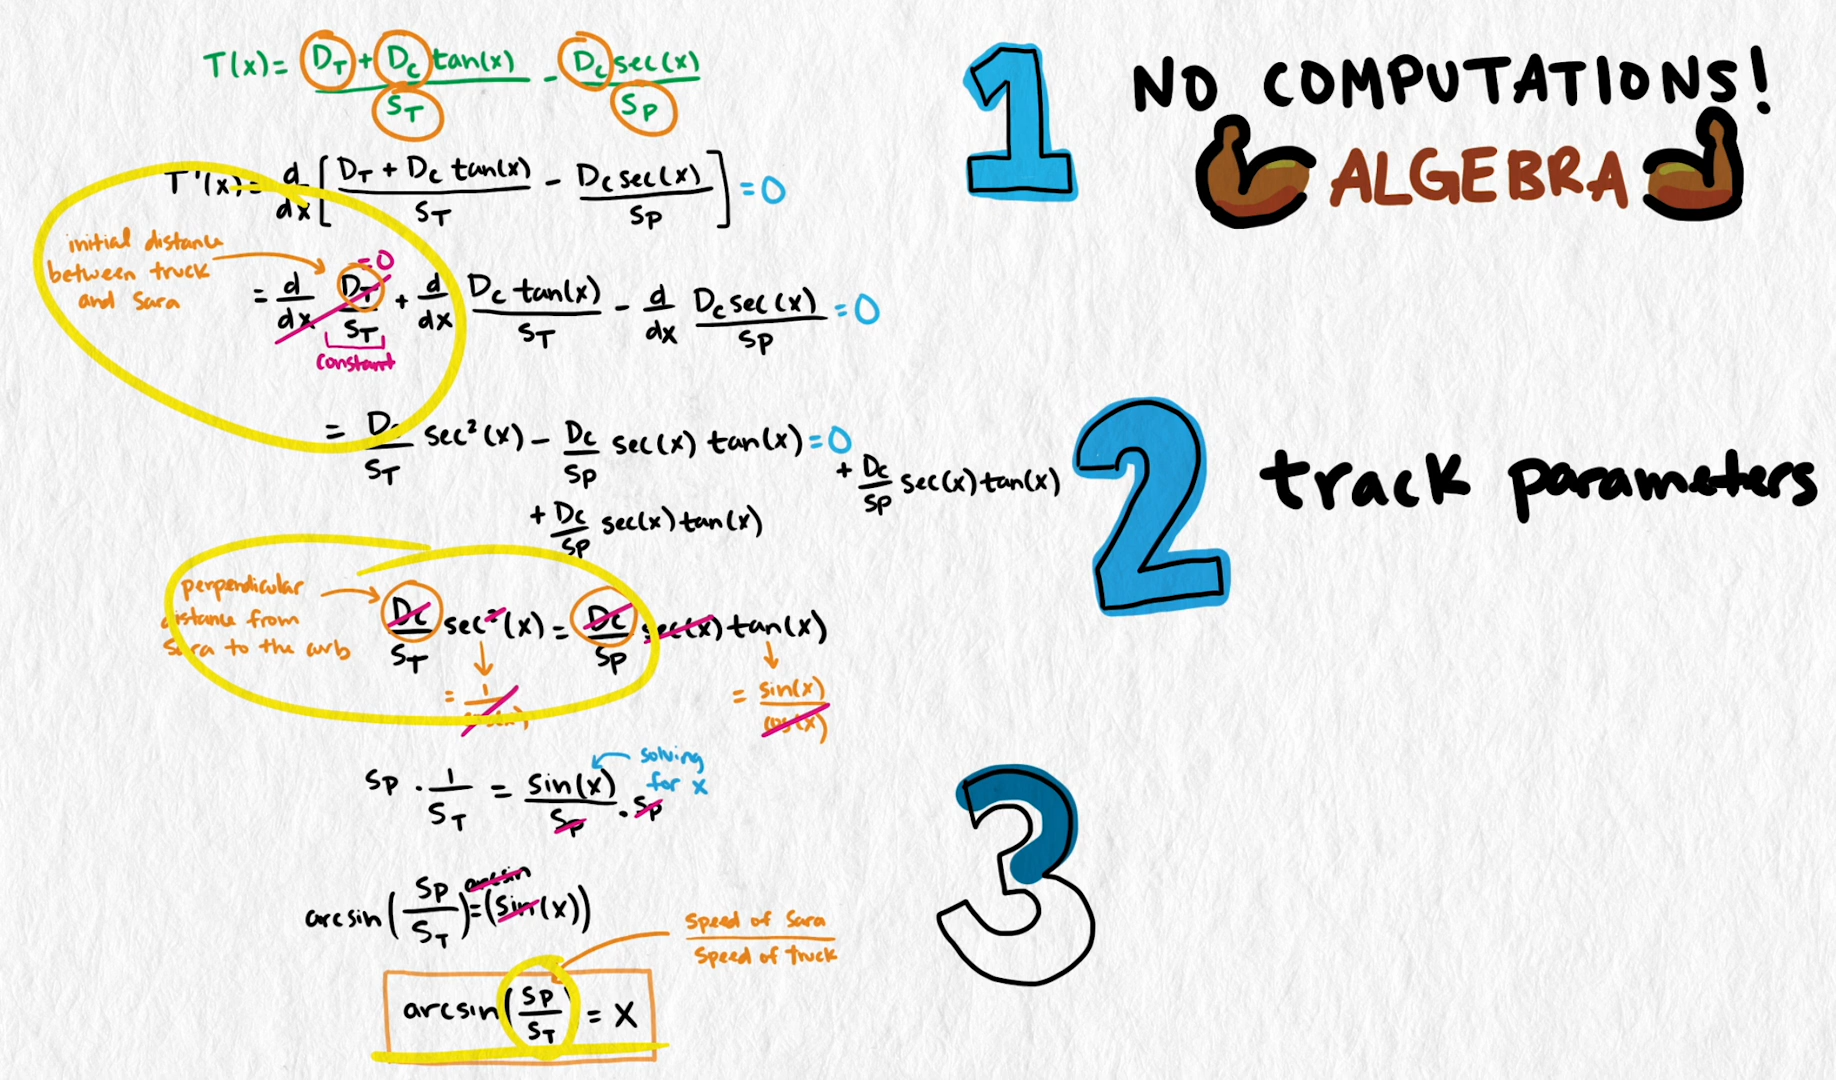 T(x) = (D_T + D_C tan(x))/S_T - (D_C sec(x))/S_P
T'(x) = d/dx [(D_T + D_C tan(x))/S_T - (D_C sec(x))/S_P] = 0
initial distance
between truck
and Sara
= d/dx D_T/S_T + d/dx (D_C tan(x))/S_T - d/dx (D_C sec(x))/S_P = 0
= 0
constant
= D_C/S_T sec²(x) - D_C/S_P sec(x) tan(x) = 0
+ D_C/S_P sec(x) tan(x)
+ D_C/S_P sec(x) tan(x)
perpendicular
distance from
Sara to the curb
D_C/S_T sec²(x) = D_C/S_P sec(x) tan(x)
= 1/cos(x)
= sin(x)/cos(x)
solving
for x
S_P · 1/S_T = sin(x)/S_P · S_P
arcsin(S_P/S_T) = arcsin(sin(x))
Speed of Sara
Speed of truck
arcsin(S_P/S_T) = x
1
NO COMPUTATIONS!
ALGEBRA
2
track parameters
3